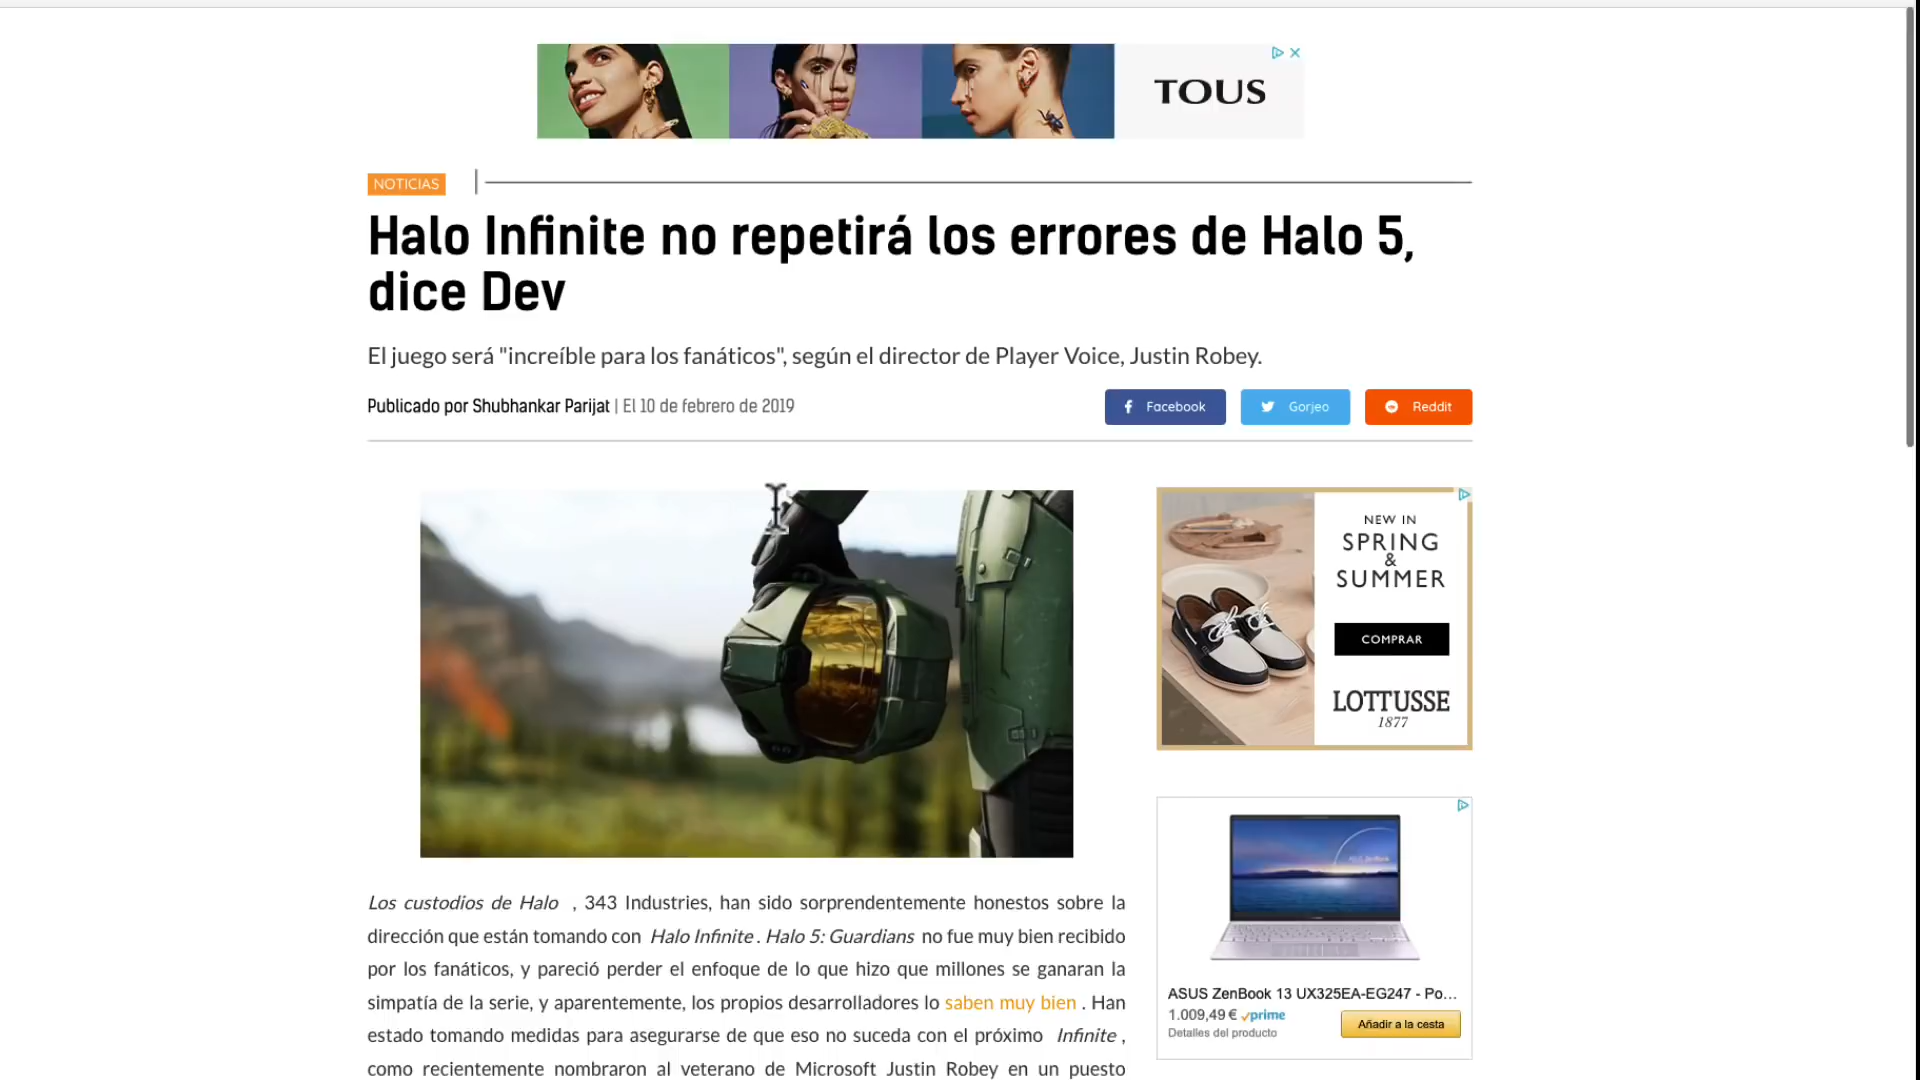 TOUS
NOTICIAS
Halo Infinite no repetirá los errores de Halo 5,
dice Dev
El juego será "increíble para los fanáticos", según el director de Player Voice, Justin Robey.
Publicado por Shubhankar Parijat | El 10 de febrero de 2019
Facebook
Gorjeo
Reddit
Los custodios de Halo , 343 Industries, han sido sorprendentemente honestos sobre la
dirección que están tomando con Halo Infinite . Halo 5: Guardians no fue muy bien recibido
por los fanáticos, y pareció perder el enfoque de lo que hizo que millones se ganaran la
simpatía de la serie, y aparentemente, los propios desarrolladores lo saben muy bien . Han
estado tomando medidas para asegurarse de que eso no suceda con el próximo Infinite ,
como recientemente nombraron al veterano de Microsoft Justin Robey en un puesto
NEW IN
SPRING
&
SUMMER
COMPRAR
LOTTUSSE
1877
ASUS ZenBook 13 UX325EA-EG247 - Po...
1.009,49 € prime
Detalles del producto
Añadir a la cesta